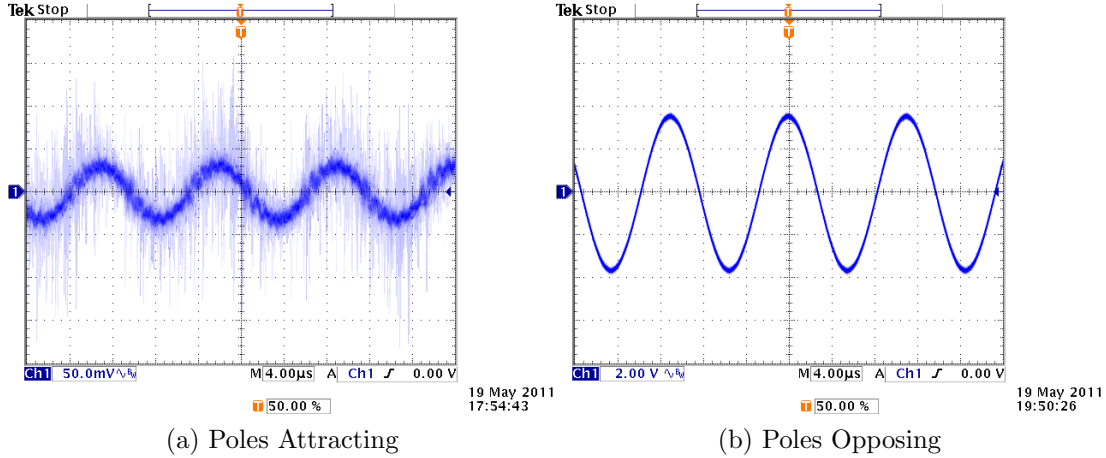 Tek Stop
T
T
1
Ch1 50.0mV∿BW M 4.00µs A Ch1 ƒ 0.00 V
T 50.00 %
19 May 2011
17:54:43
(a) Poles Attracting
Tek Stop
T
T
1
Ch1 2.00 V ∿BW M 4.00µs A Ch1 ƒ 0.00 V
T 50.00 %
19 May 2011
19:50:26
(b) Poles Opposing